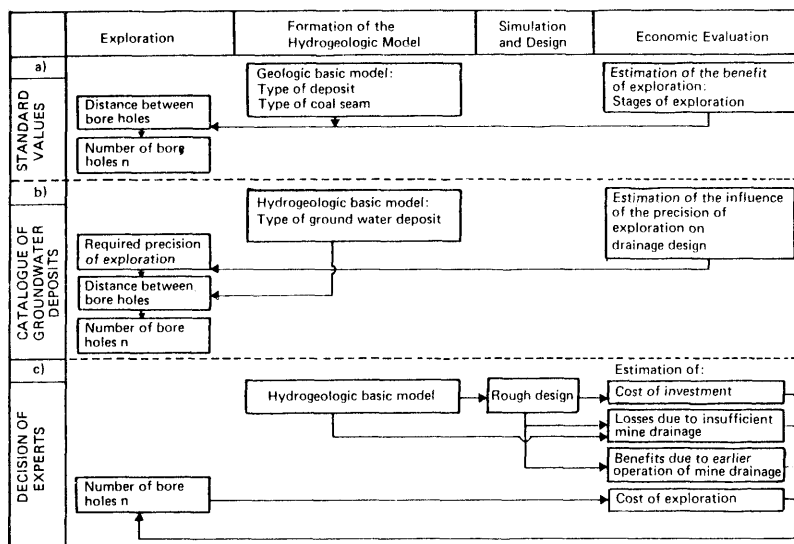 Exploration
Formation of the
Hydrogeologic Model
Simulation
and Design
Economic Evaluation
a)
STANDARD
VALUES
Distance between
bore holes
Number of bore
holes n
Geologic basic model:
Type of deposit
Type of coal seam
Estimation of the benefit
of exploration:
Stages of exploration
b)
CATALOGUE OF
GROUNDWATER
DEPOSITS
Required precision
of exploration
Distance between
bore holes
Number of bore
holes n
Hydrogeologic basic model:
Type of ground water deposit
Estimation of the influence
of the precision of
exploration on
drainage design
c)
DECISION OF
EXPERTS
Number of bore
holes n
Hydrogeologic basic model
Rough design
Estimation of:
Cost of investment
Losses due to insufficient
mine drainage
Benefits due to earlier
operation of mine drainage
Cost of exploration